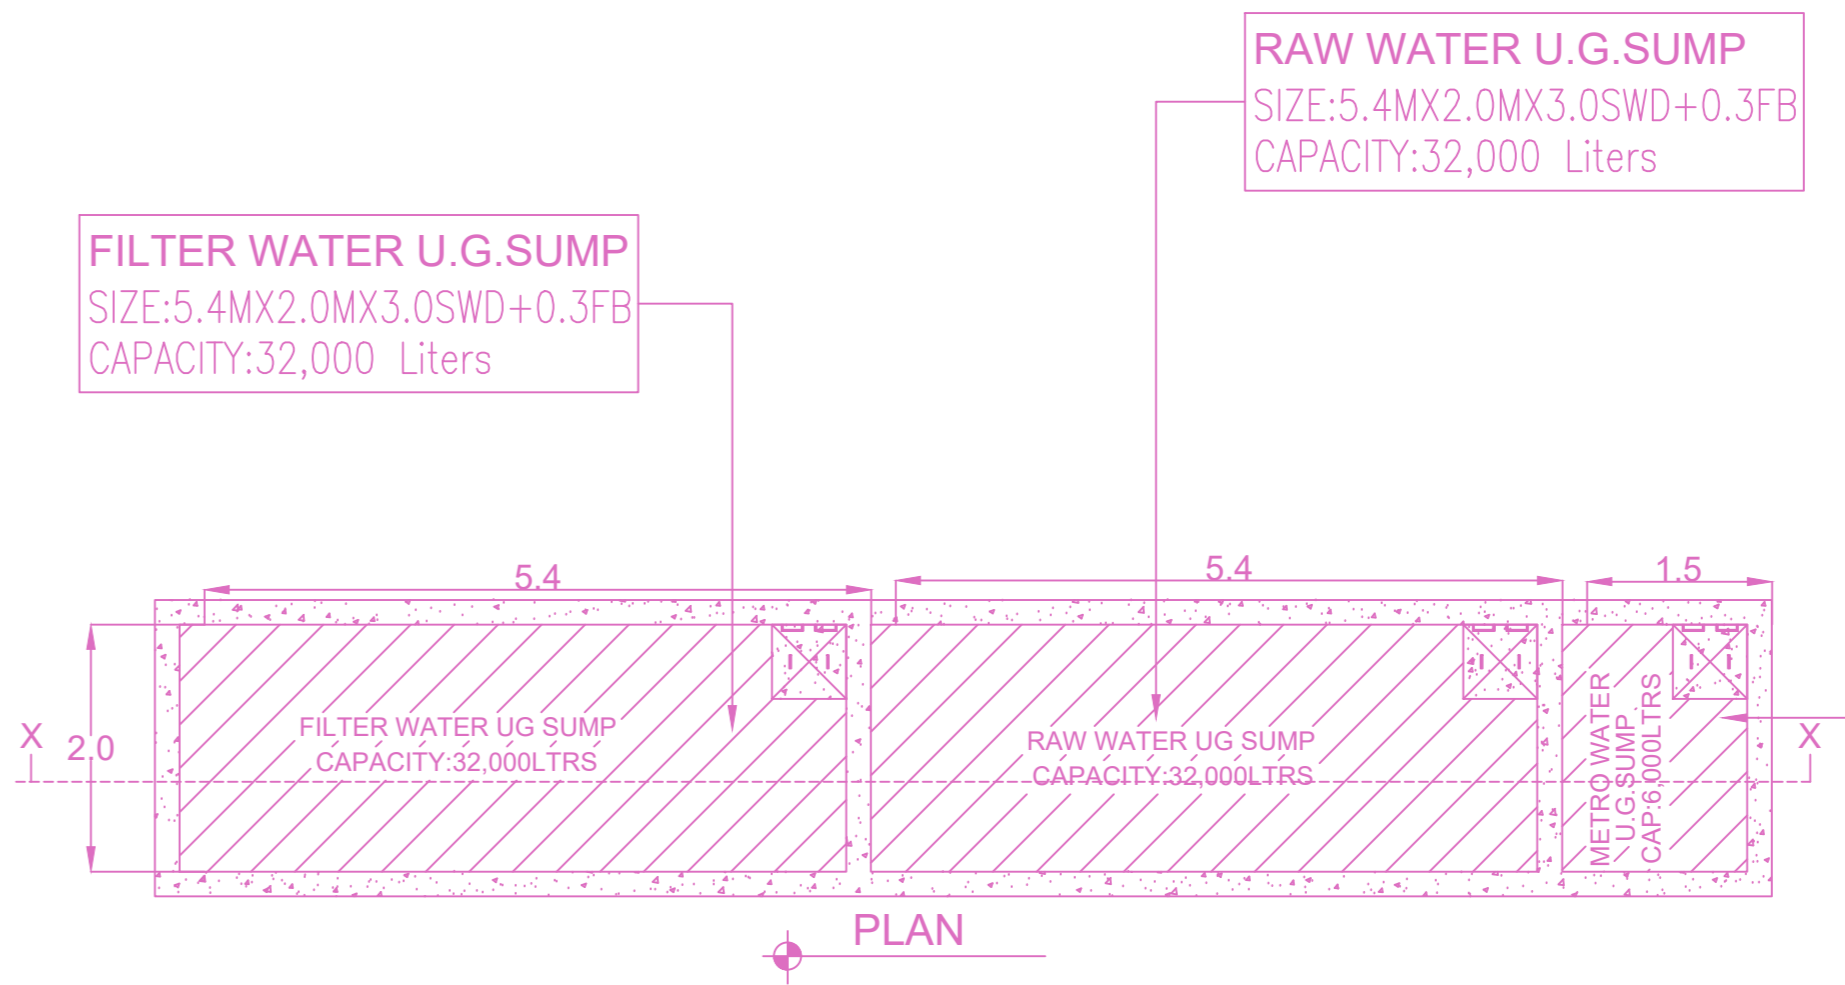 RAW WATER U.G.SUMP
SIZE:5.4MX2.0MX3.0SWD+0.3FB
CAPACITY:32,000 Liters
FILTER WATER U.G.SUMP
SIZE:5.4MX2.0MX3.0SWD+0.3FB
CAPACITY:32,000 Liters
5.4
5.4
1.5
X
2.0
FILTER WATER UG SUMP
CAPACITY:32,000LTRS
RAW WATER UG SUMP
CAPACITY:32,000LTRS
METRO WATER
U.G.SUMP
CAP:6,000LTRS
X
PLAN